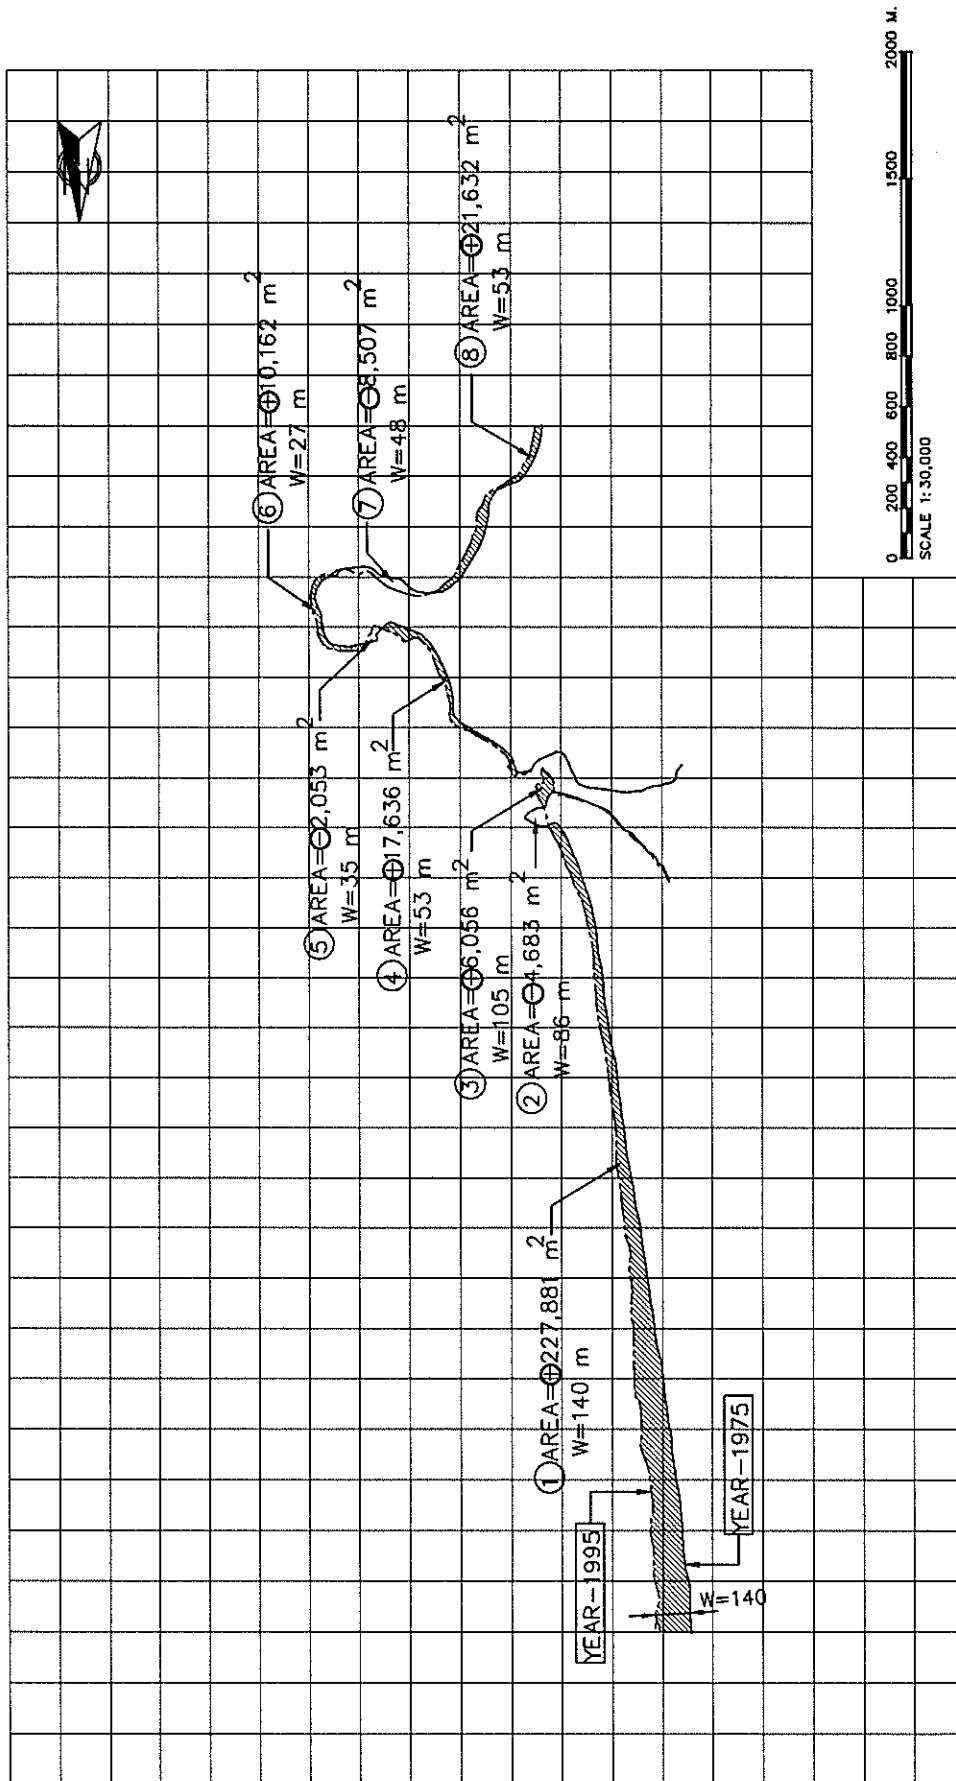 ⑥ AREA=⊕10,162 m²
W=27 m
⑦ AREA=⊖8,507 m²
W=48 m
⑧ AREA=⊕21,632 m²
W=53 m
⑤ AREA=⊖2,053 m²
W=35 m
④ AREA=⊕17,636 m²
W=53 m
③ AREA=⊕6,056 m²
W=105 m
② AREA=⊖4,683 m²
W=86 m
① AREA=⊕227,881 m²
W=140 m
YEAR-1995
YEAR-1975
W=140
0 200 400 600 800 1000 1500 2000 M.
SCALE 1:30,000